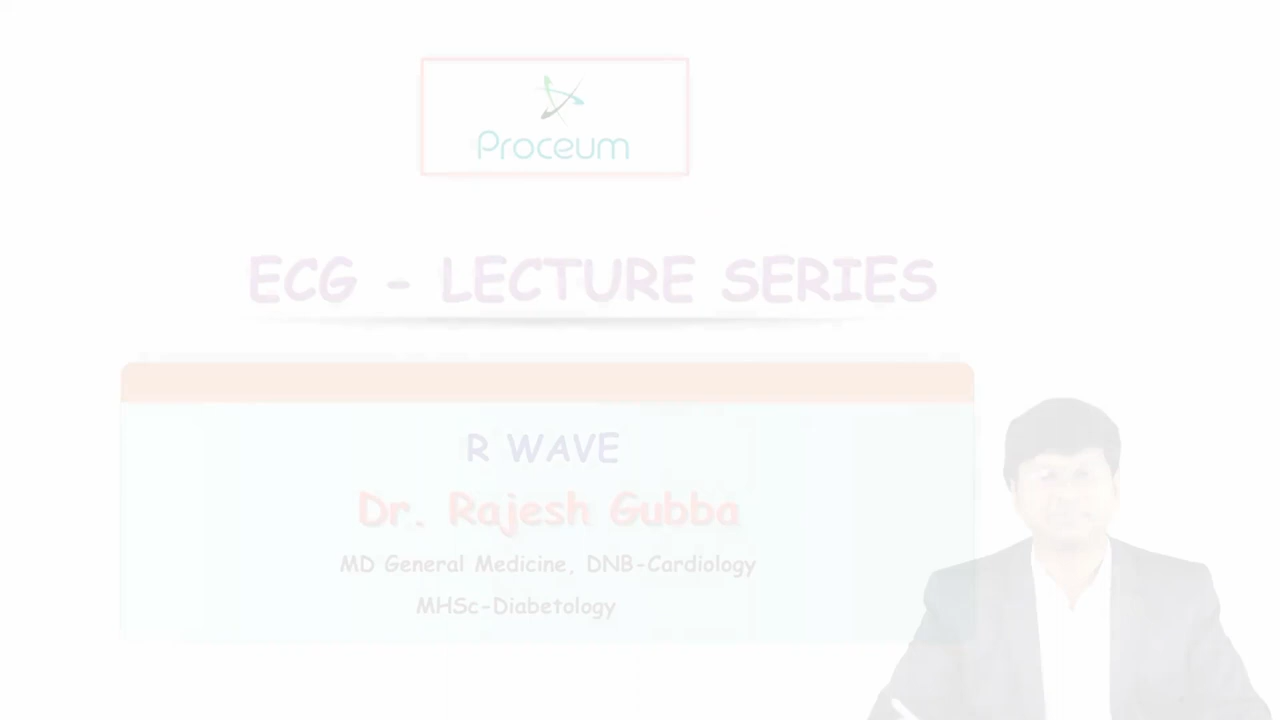 Proceum
ECG - LECTURE SERIES
R WAVE
Dr. Rajesh Gubba
MD General Medicine, DNB-Cardiology
MHSc-Diabetology